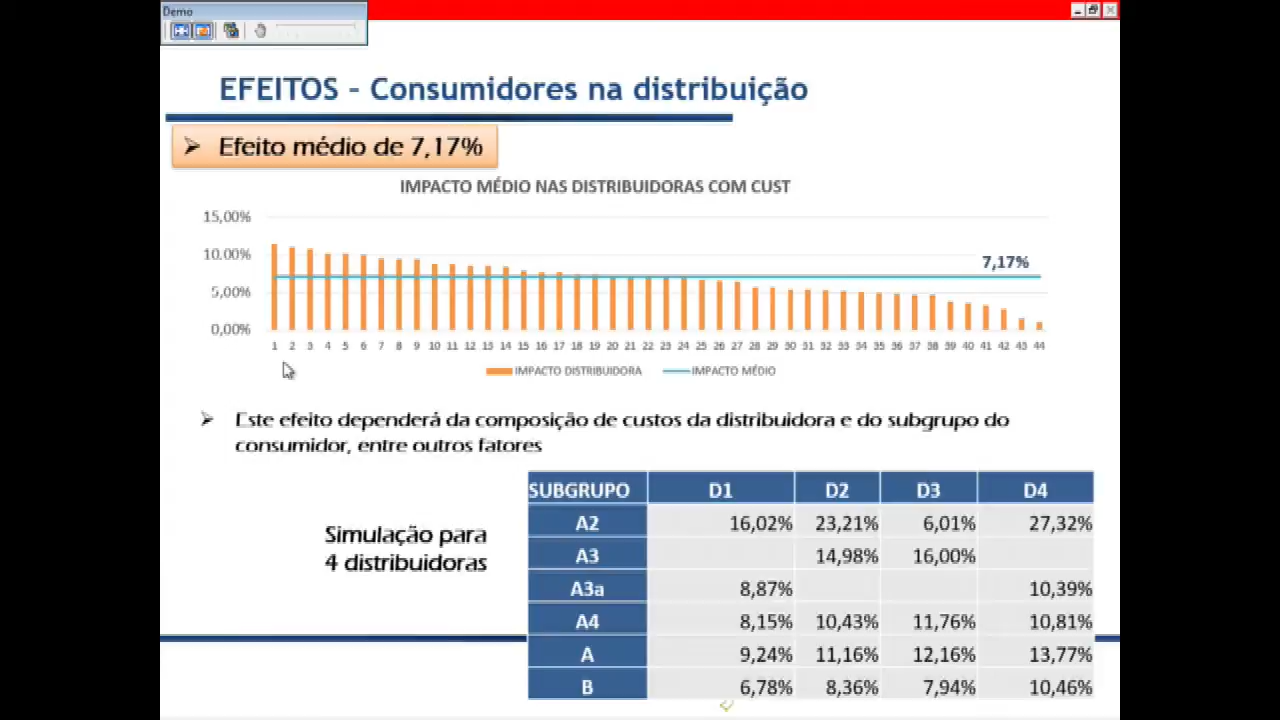 Demo
EFEITOS - Consumidores na distribuição
Efeito médio de 7,17%
IMPACTO MÉDIO NAS DISTRIBUIDORAS COM CUST
15,00%
10,00%
5,00%
0,00%
7,17%
1 2 3 4 5 6 7 8 9 10 11 12 13 14 15 16 17 18 19 20 21 22 23 24 25 26 27 28 29 30 31 32 33 34 35 36 37 38 39 40 41 42 43 44
IMPACTO DISTRIBUIDORA IMPACTO MÉDIO
Este efeito dependerá da composição de custos da distribuidora e do subgrupo do
consumidor, entre outros fatores
Simulação para
4 distribuidoras
SUBGRUPO D1 D2 D3 D4
A2 16,02% 23,21% 6,01% 27,32%
A3 14,98% 16,00%
A3a 8,87% 10,39%
A4 8,15% 10,43% 11,76% 10,81%
A 9,24% 11,16% 12,16% 13,77%
B 6,78% 8,36% 7,94% 10,46%